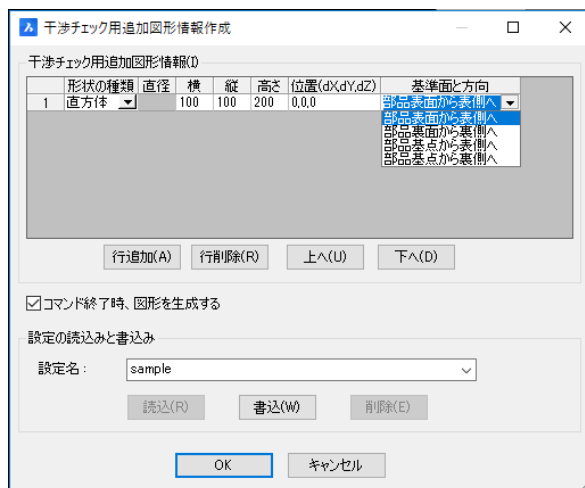 干渉チェック用追加図形情報作成
干渉チェック用追加図形情報(I)
形状の種類 直径 横 縦 高さ 位置(dX,dY,dZ) 基準面と方向
1 直方体 100 100 200 0,0,0 部品表面から表側へ
部品表面から表側へ
部品裏面から裏側へ
部品基点から表側へ
部品基点から裏側へ
行追加(A) 行削除(R) 上へ(U) 下へ(D)
コマンド終了時、図形を生成する
設定の読込みと書込み
設定名: sample
読込(R) 書込(W) 削除(E)
OK キャンセル